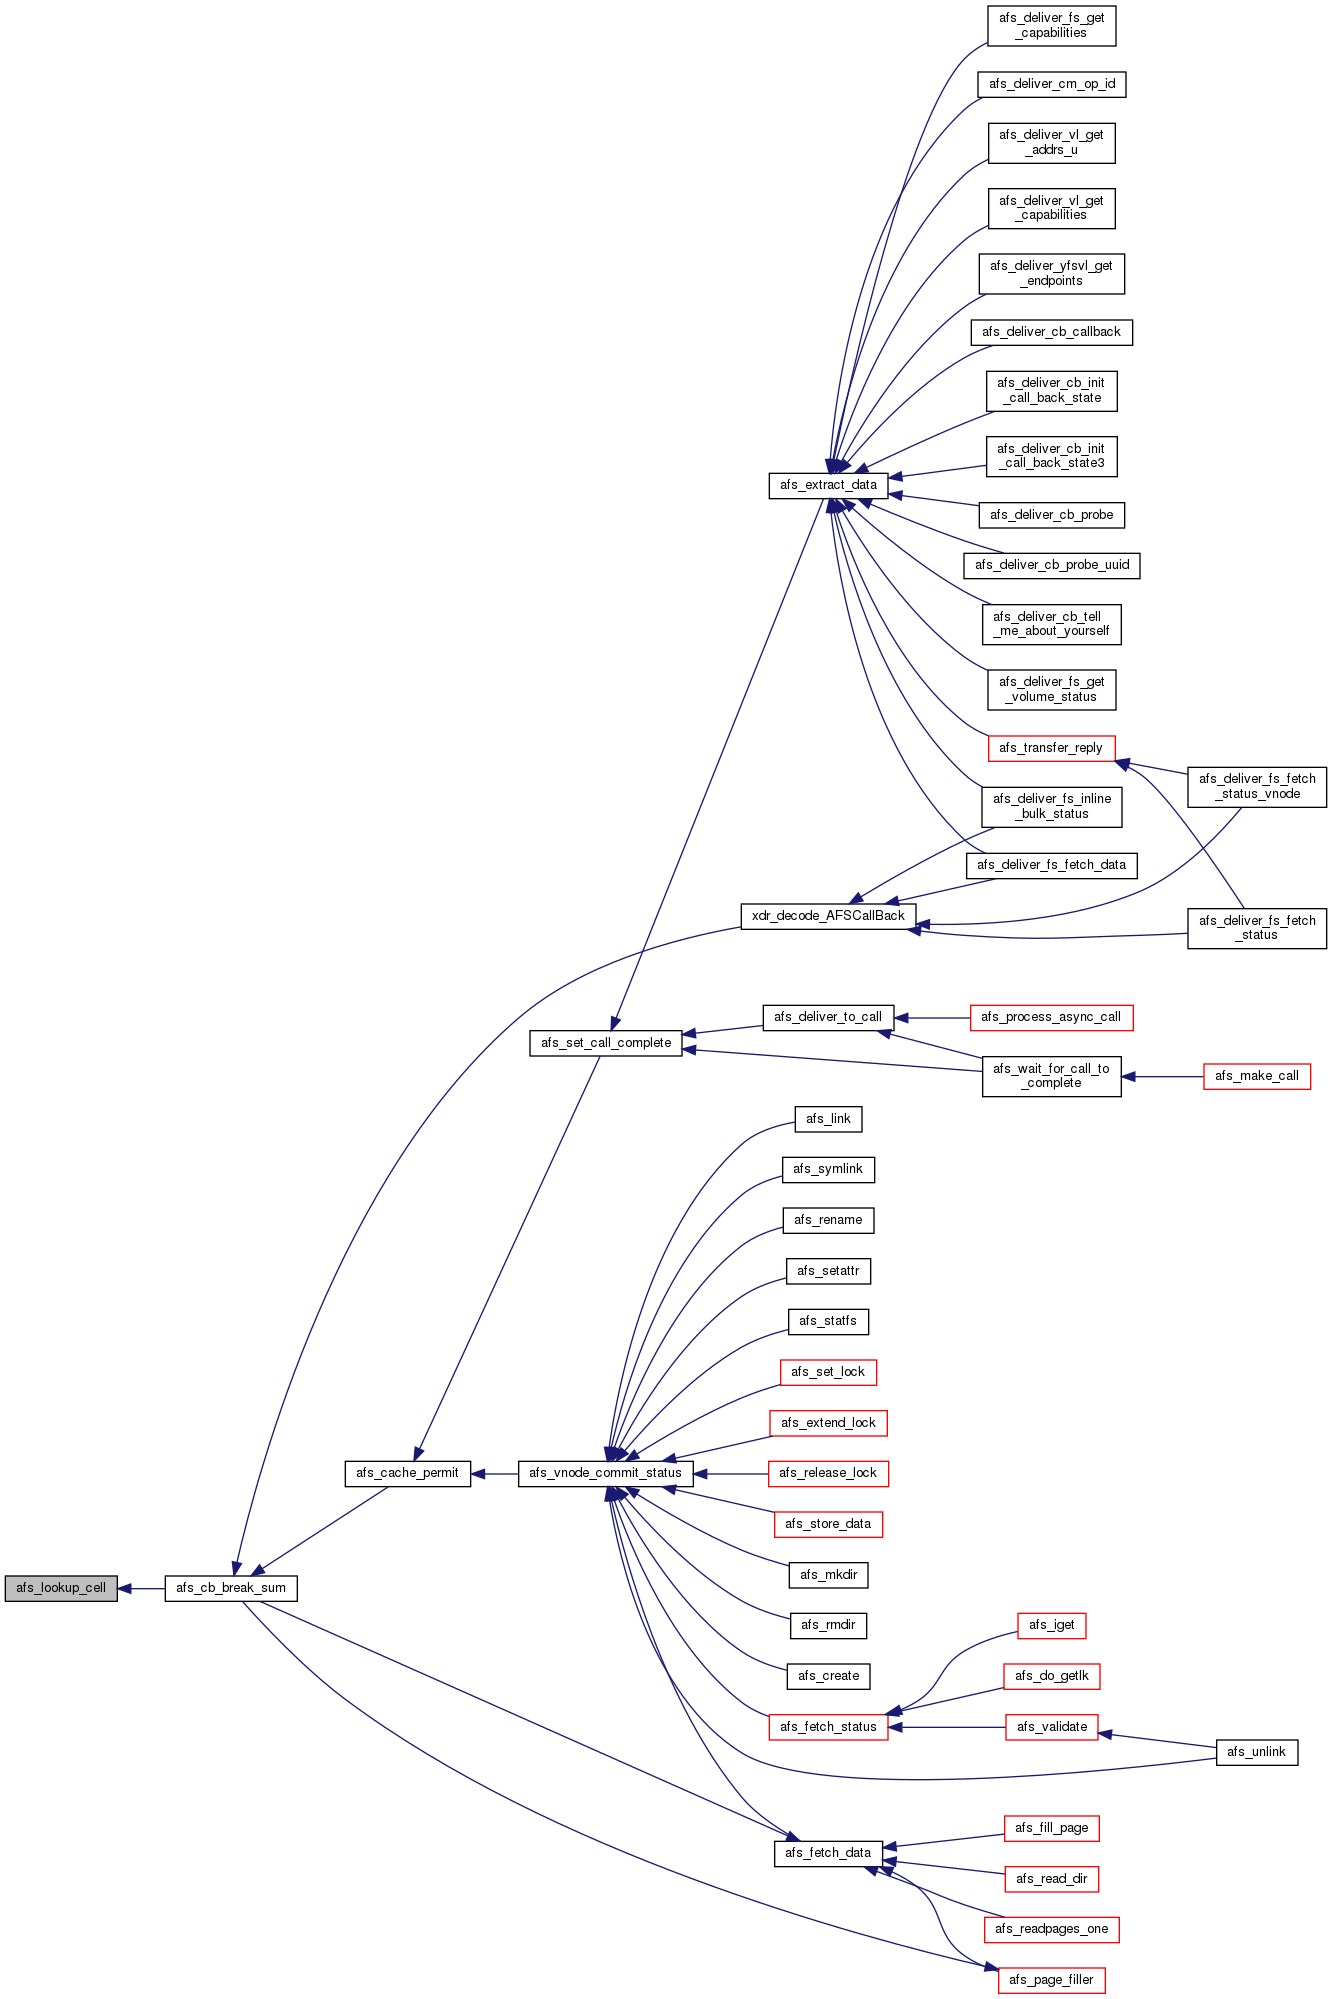 afs_deliver_fs_get
_capabilities
afs_deliver_cm_op_id
afs_deliver_vl_get
_addrs_u
afs_deliver_vl_get
_capabilities
afs_deliver_yfsvl_get
_endpoints
afs_deliver_cb_callback
afs_deliver_cb_init
_call_back_state
afs_deliver_cb_init
_call_back_state3
afs_extract_data
afs_deliver_cb_probe
afs_deliver_cb_probe_uuid
afs_deliver_cb_tell
_me_about_yourself
afs_deliver_fs_get
_volume_status
afs_transfer_reply
afs_deliver_fs_fetch
_status_vnode
afs_deliver_fs_inline
_bulk_status
afs_deliver_fs_fetch_data
xdr_decode_AFSCallBack
afs_deliver_fs_fetch
_status
afs_deliver_to_call
afs_process_async_call
afs_set_call_complete
afs_wait_for_call_to
_complete
afs_make_call
afs_link
afs_symlink
afs_rename
afs_setattr
afs_statfs
afs_set_lock
afs_extend_lock
afs_cache_permit
afs_vnode_commit_status
afs_release_lock
afs_store_data
afs_mkdir
afs_lookup_cell
afs_cb_break_sum
afs_rmdir
afs_iget
afs_create
afs_do_getlk
afs_fetch_status
afs_validate
afs_unlink
afs_fill_page
afs_fetch_data
afs_read_dir
afs_readpages_one
afs_page_filler